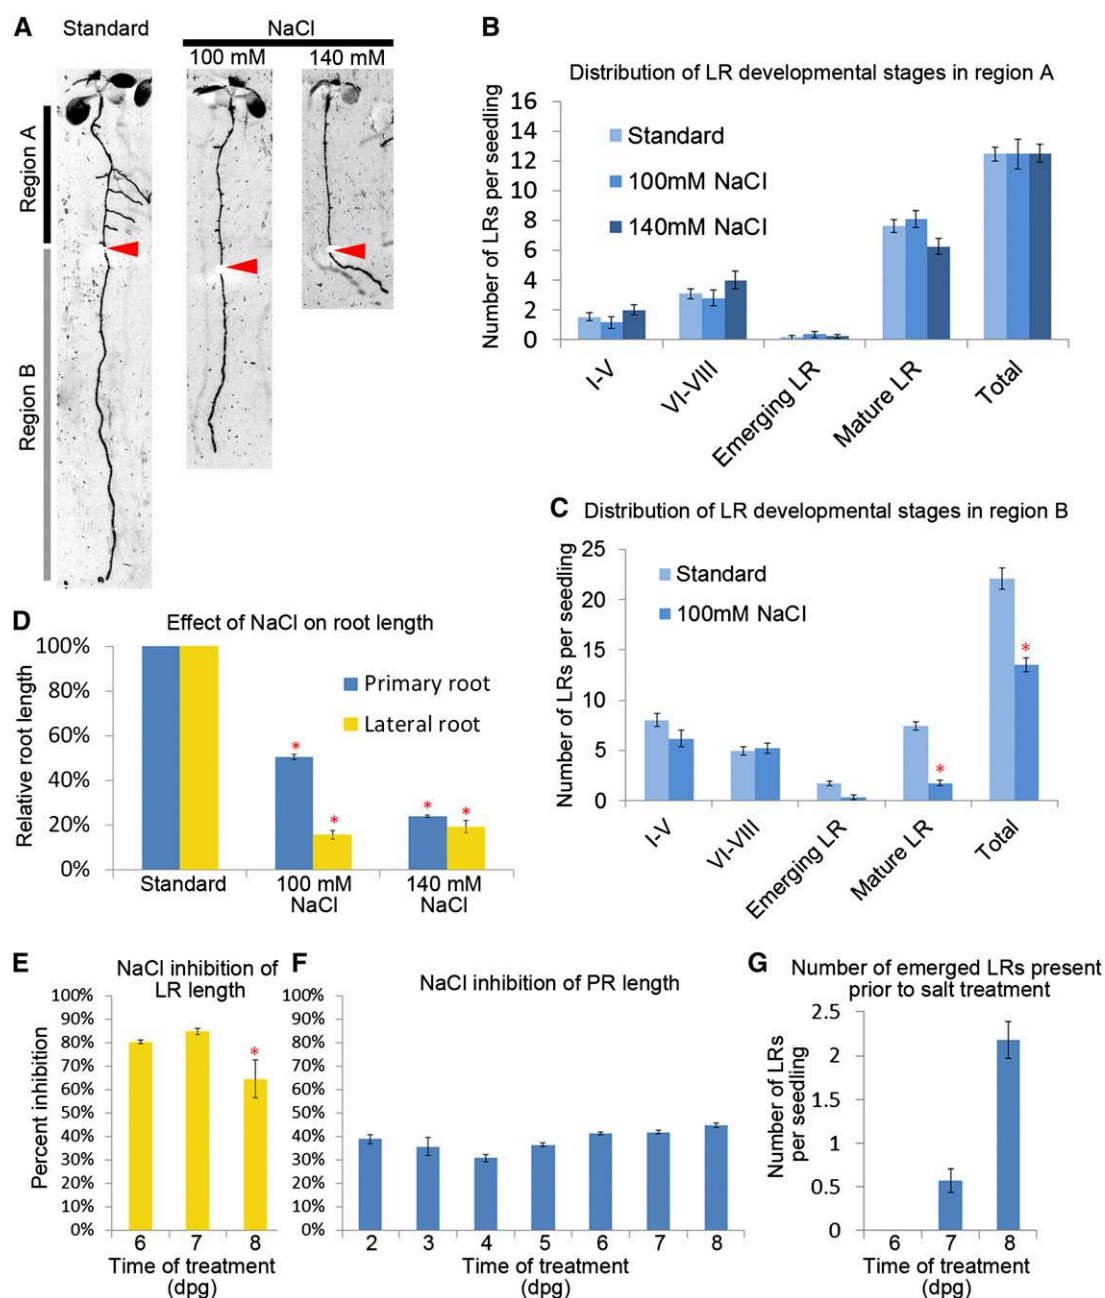 A
Standard
NaCl
100 mM
140 mM
Region A
Region B
B
Distribution of LR developmental stages in region A
Number of LRs per seedling
16
14
12
10
8
6
4
2
0
Standard
100mM NaCl
140mM NaCl
I-V
VI-VIII
Emerging LR
Mature LR
Total
C
Distribution of LR developmental stages in region B
Number of LRs per seedling
25
20
15
10
5
0
Standard
100mM NaCl
*
*
I-V
VI-VIII
Emerging LR
Mature LR
Total
D
Effect of NaCl on root length
Relative root length
100%
80%
60%
40%
20%
0%
Primary root
Lateral root
*
*
*
*
Standard
100 mM
NaCl
140 mM
NaCl
E
NaCl inhibition of
LR length
Percent inhibition
100%
90%
80%
70%
60%
50%
40%
30%
20%
10%
0%
*
6 7 8
Time of treatment
(dpg)
F
NaCl inhibition of PR length
100%
90%
80%
70%
60%
50%
40%
30%
20%
10%
0%
2 3 4 5 6 7 8
Time of treatment
(dpg)
G
Number of emerged LRs present
prior to salt treatment
Number of LRs
per seedling
2.5
2
1.5
1
0.5
0
6 7 8
Time of treatment
(dpg)